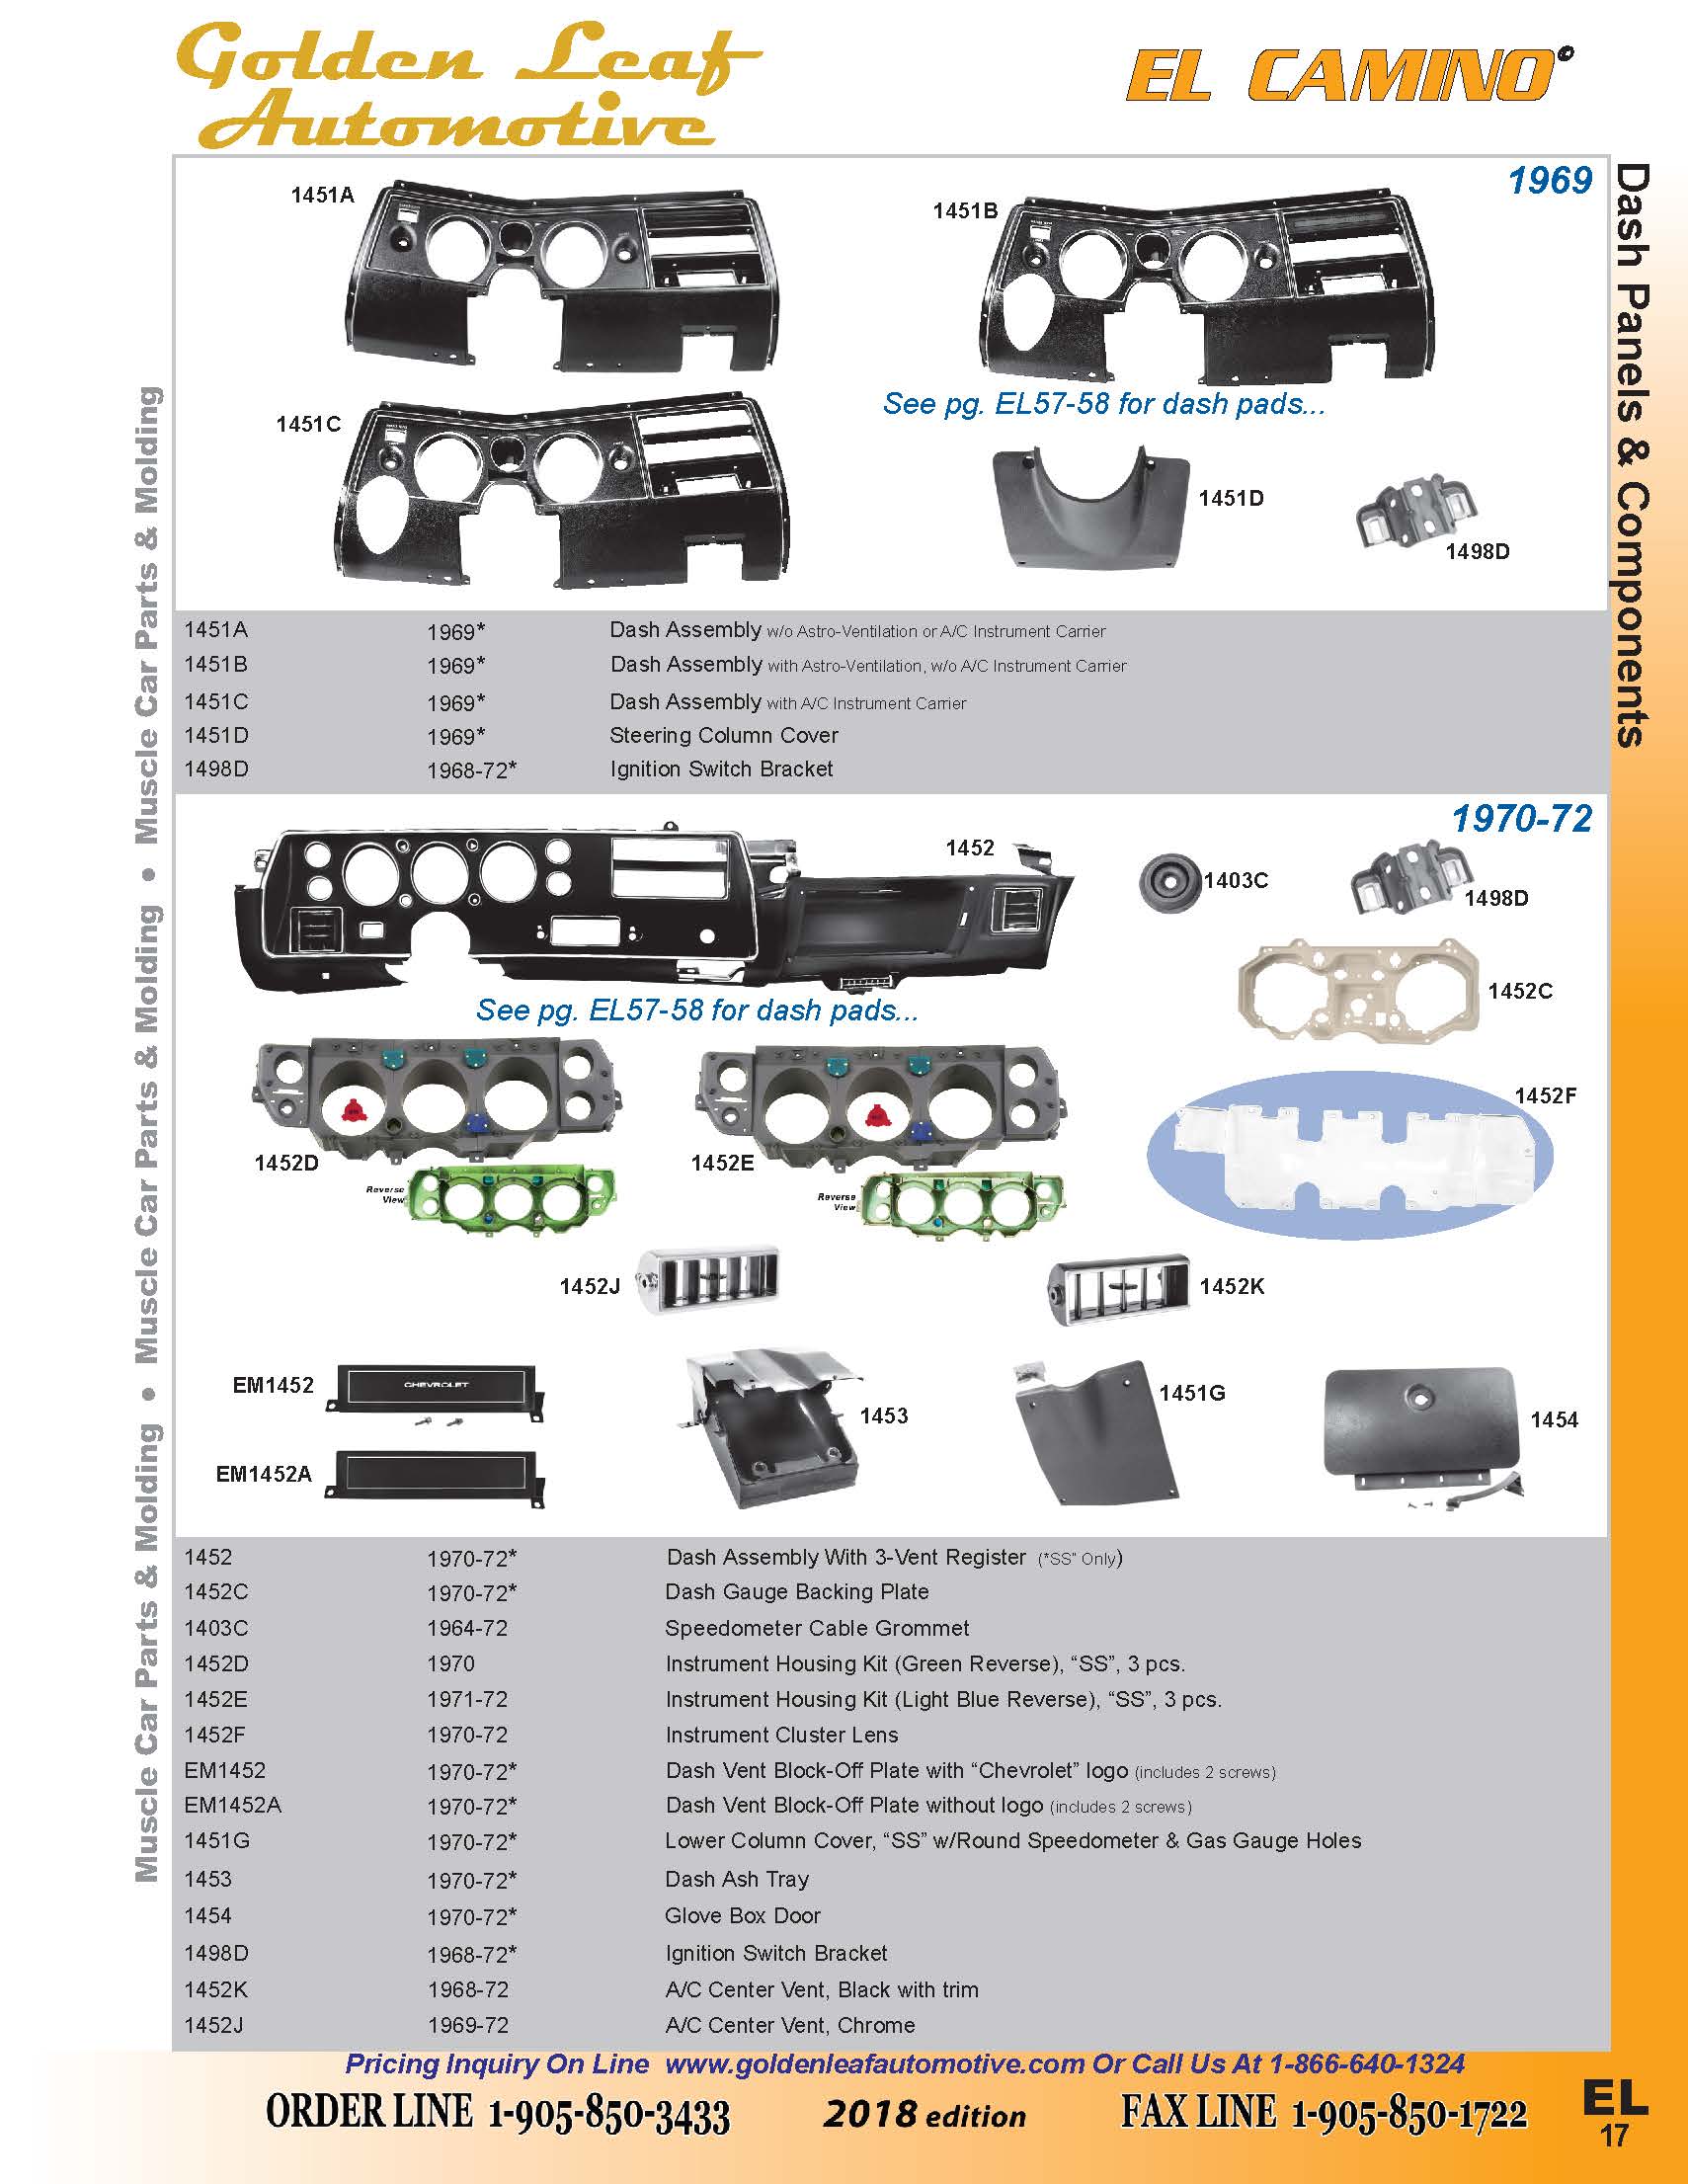 Golden Leaf
Automotive
EL CAMINO
1969
Dash Panels & Components
Muscle Car Parts & Molding • Muscle Car Parts & Molding • Muscle Car Parts & Molding
1451A
1451B
See pg. EL57-58 for dash pads...
1451C
1451D
1498D
1451A 1969* Dash Assembly w/o Astro-Ventilation or A/C Instrument Carrier
1451B 1969* Dash Assembly with Astro-Ventilation, w/o A/C Instrument Carrier
1451C 1969* Dash Assembly with A/C Instrument Carrier
1451D 1969* Steering Column Cover
1498D 1968-72* Ignition Switch Bracket
1970-72
1452
1403C
1498D
1452C
See pg. EL57-58 for dash pads...
1452F
1452D
1452E
Reverse
View
Reverse
View
1452J
1452K
EM1452
CHEVROLET
1453
1451G
1454
EM1452A
1452 1970-72* Dash Assembly With 3-Vent Register (*SS" Only)
1452C 1970-72* Dash Gauge Backing Plate
1403C 1964-72 Speedometer Cable Grommet
1452D 1970 Instrument Housing Kit (Green Reverse), “SS”, 3 pcs.
1452E 1971-72 Instrument Housing Kit (Light Blue Reverse), “SS”, 3 pcs.
1452F 1970-72 Instrument Cluster Lens
EM1452 1970-72* Dash Vent Block-Off Plate with “Chevrolet” logo (includes 2 screws)
EM1452A 1970-72* Dash Vent Block-Off Plate without logo (includes 2 screws)
1451G 1970-72* Lower Column Cover, “SS” w/Round Speedometer & Gas Gauge Holes
1453 1970-72* Dash Ash Tray
1454 1970-72* Glove Box Door
1498D 1968-72* Ignition Switch Bracket
1452K 1968-72 A/C Center Vent, Black with trim
1452J 1969-72 A/C Center Vent, Chrome
Pricing Inquiry On Line www.goldenleafautomotive.com Or Call Us At 1-866-640-1324
ORDER LINE 1-905-850-3433 2018 edition FAX LINE 1-905-850-1722
EL
17